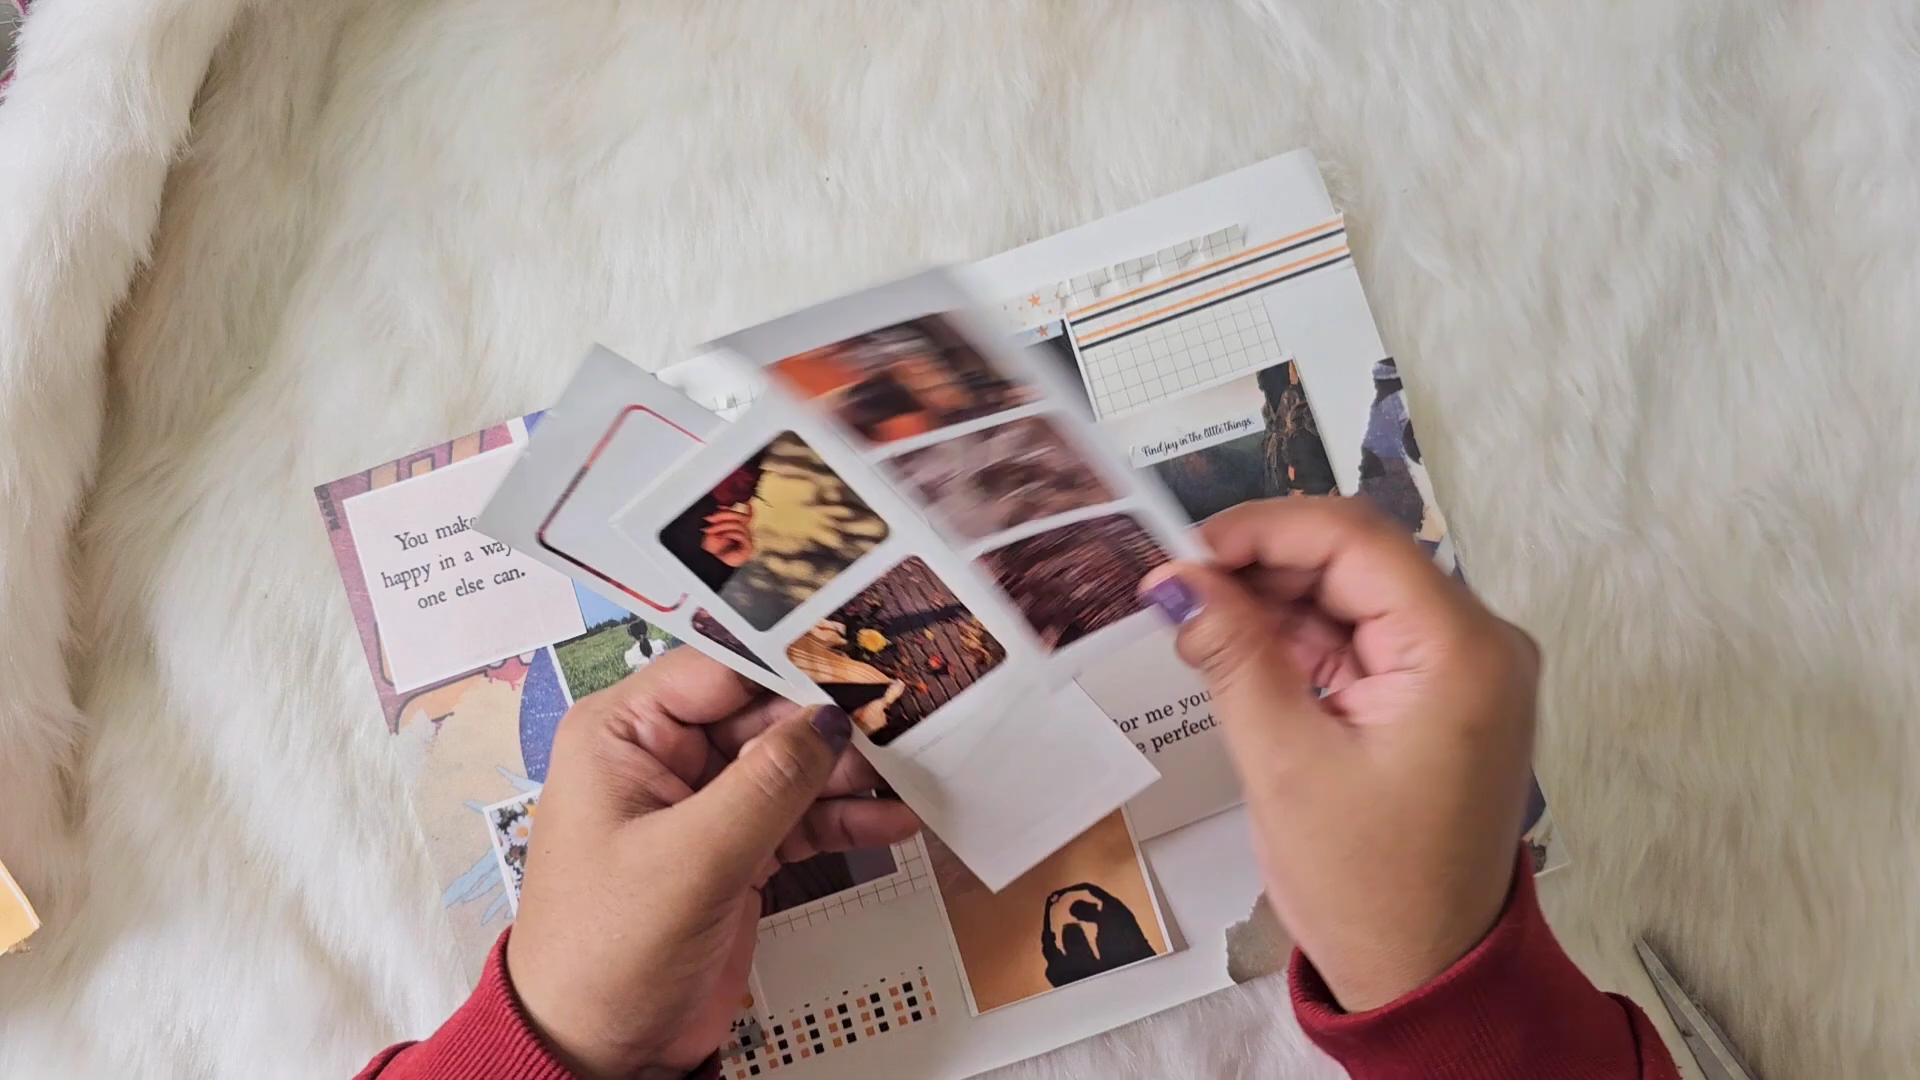 Find joy in the little things.
You make
happy in a way
one else can.
for me you
e perfect.